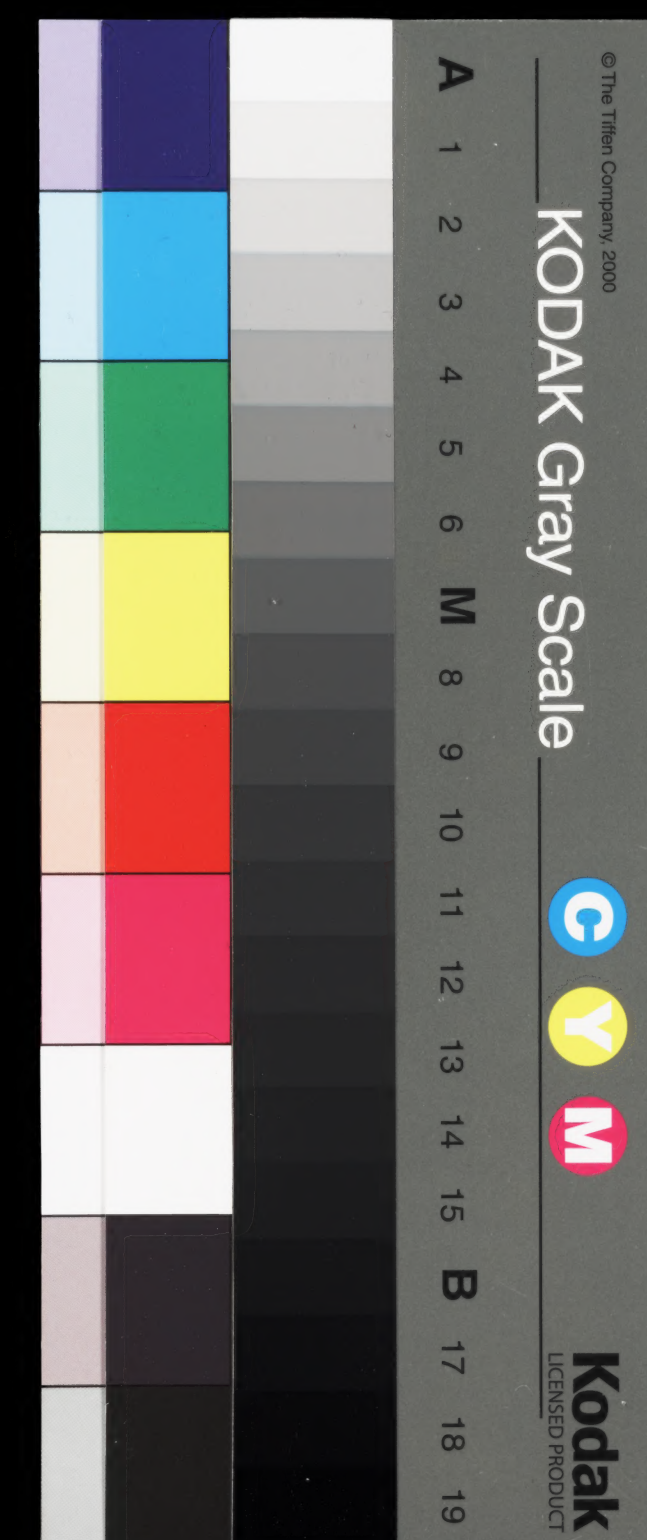 © The Tiffen Company, 2000
KODAK Gray Scale
C Y M
Kodak
LICENSED PRODUCT
A 1 2 3 4 5 6 M 8 9 10 11 12 13 14 15 B 17 18 19